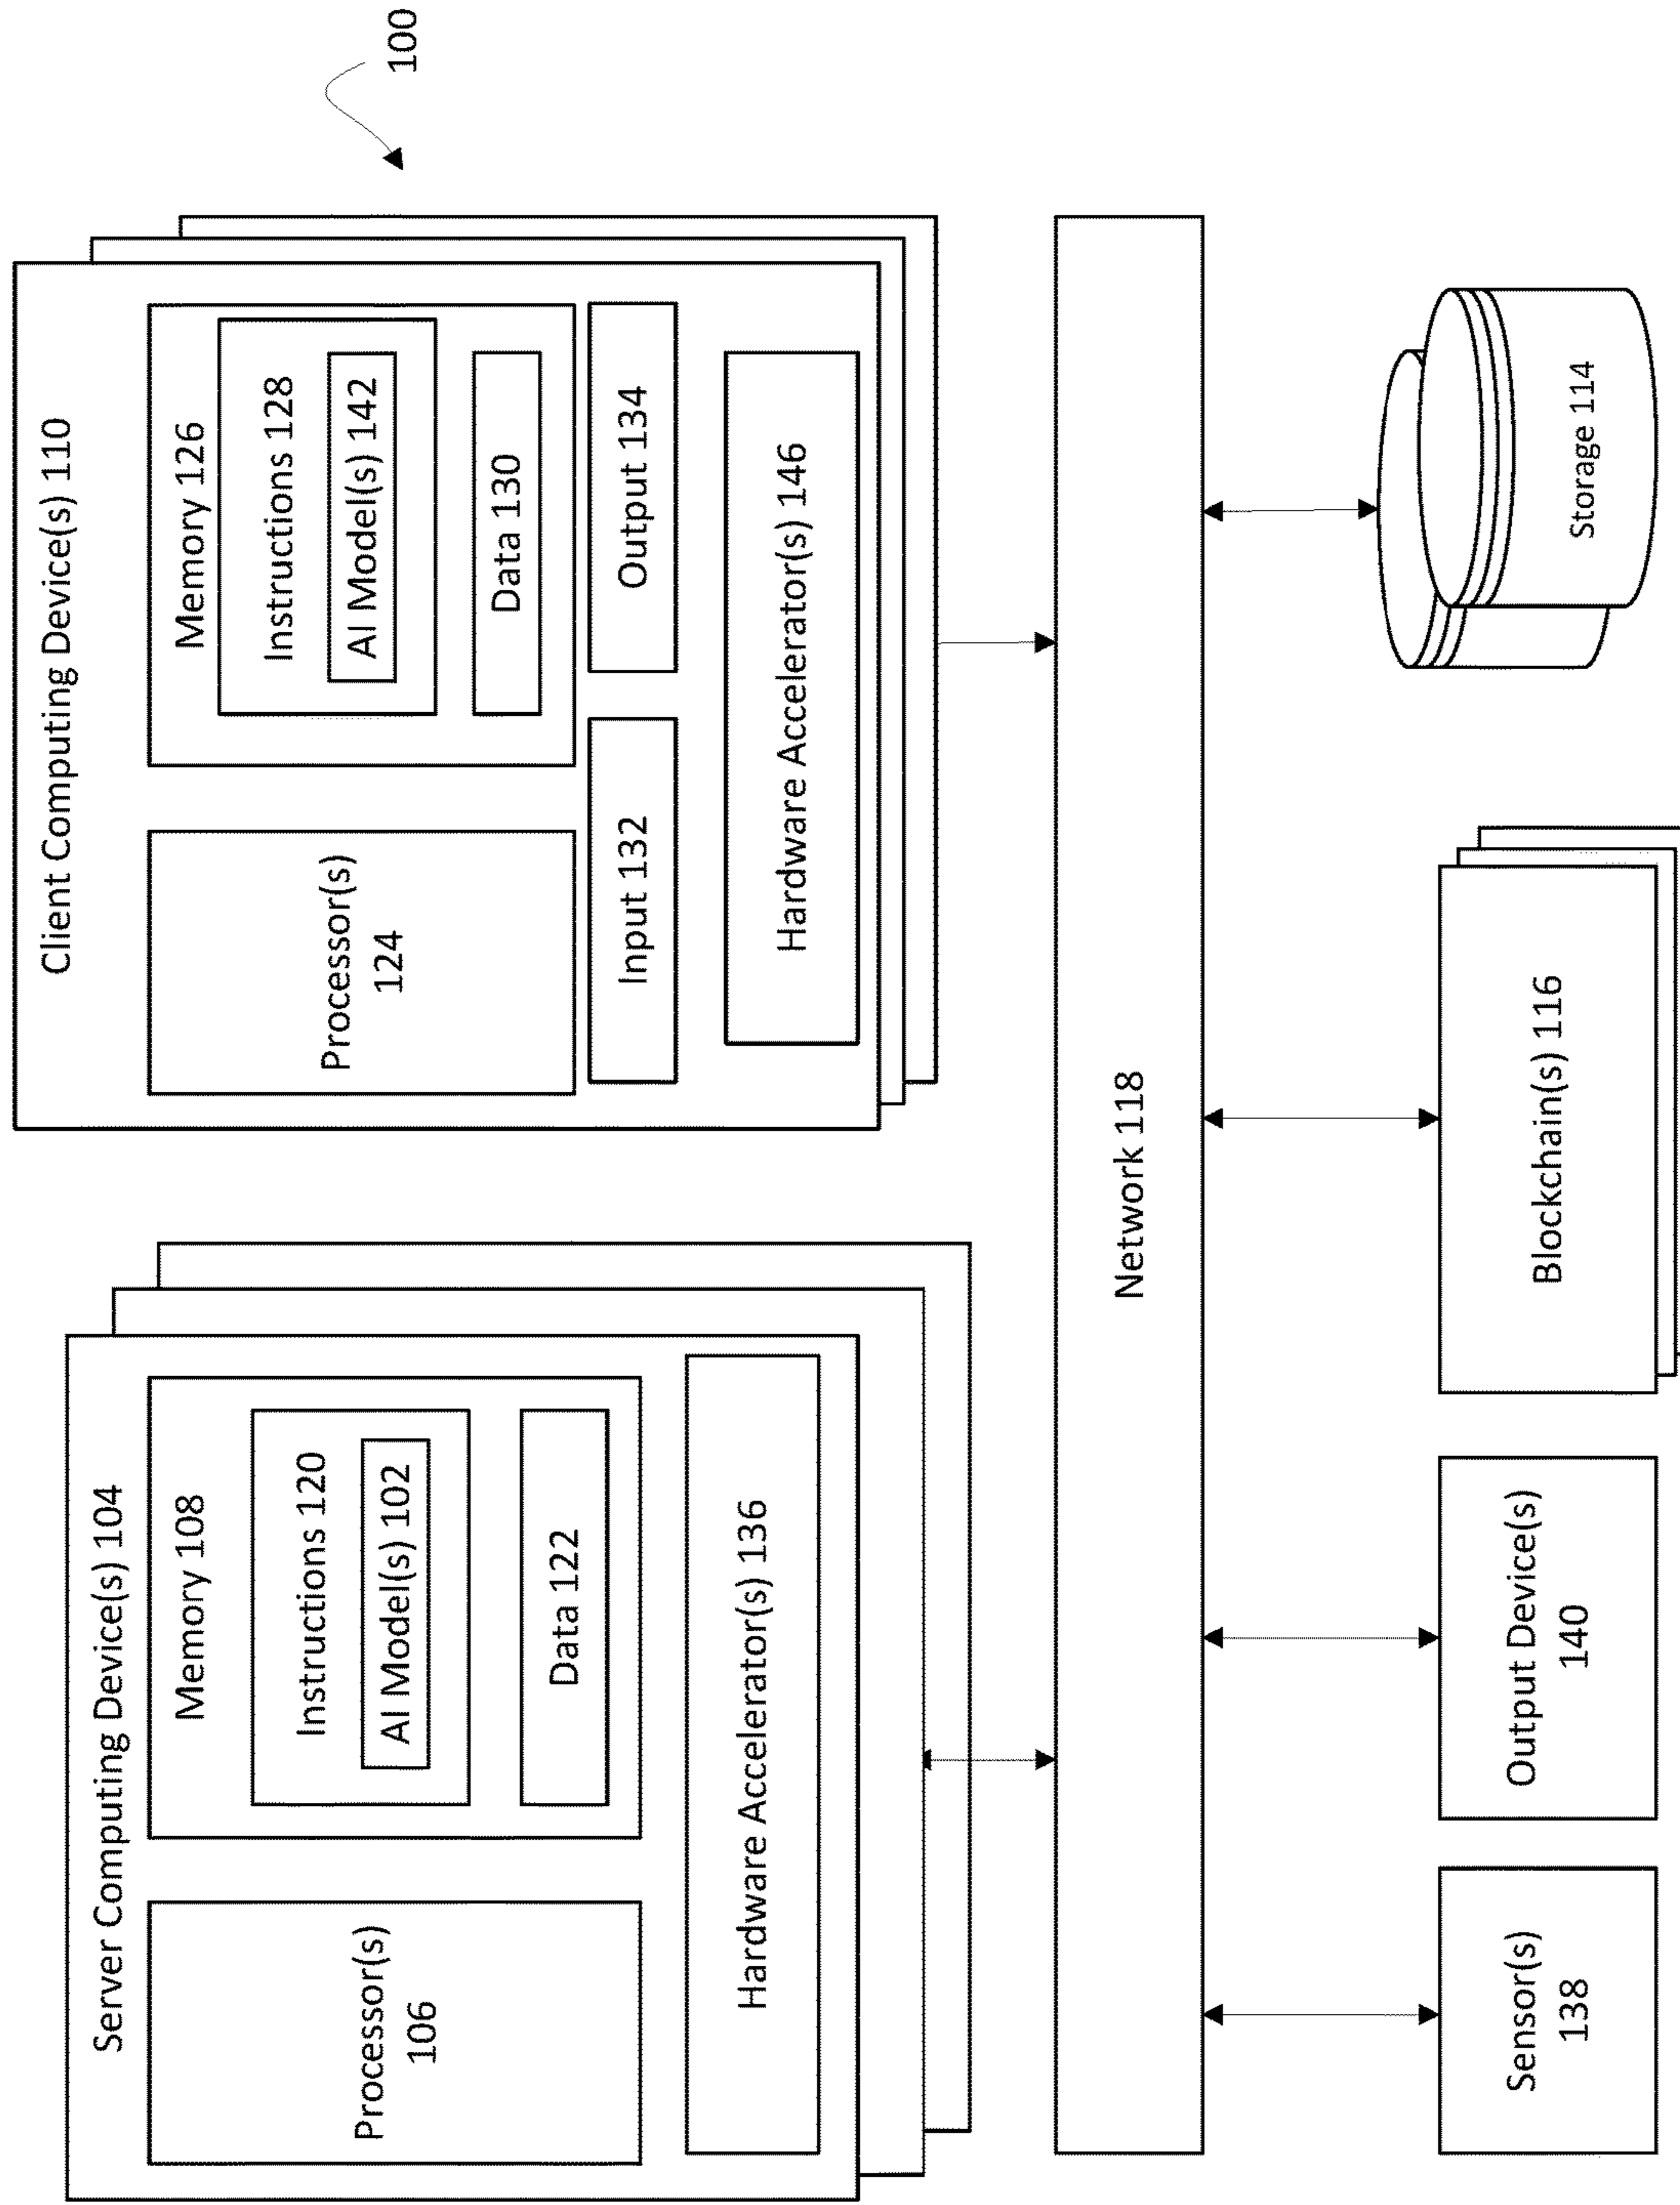 100
Server Computing Device(s) 104
Processor(s)
106
Memory 108
Instructions 120
AI Model(s) 102
Data 122
Hardware Accelerator(s) 136
Client Computing Device(s) 110
Processor(s)
124
Memory 126
Instructions 128
AI Model(s) 142
Data 130
Input 132
Output 134
Hardware Accelerator(s) 146
Network 118
Sensor(s)
138
Output Device(s)
140
Blockchain(s) 116
Storage 114